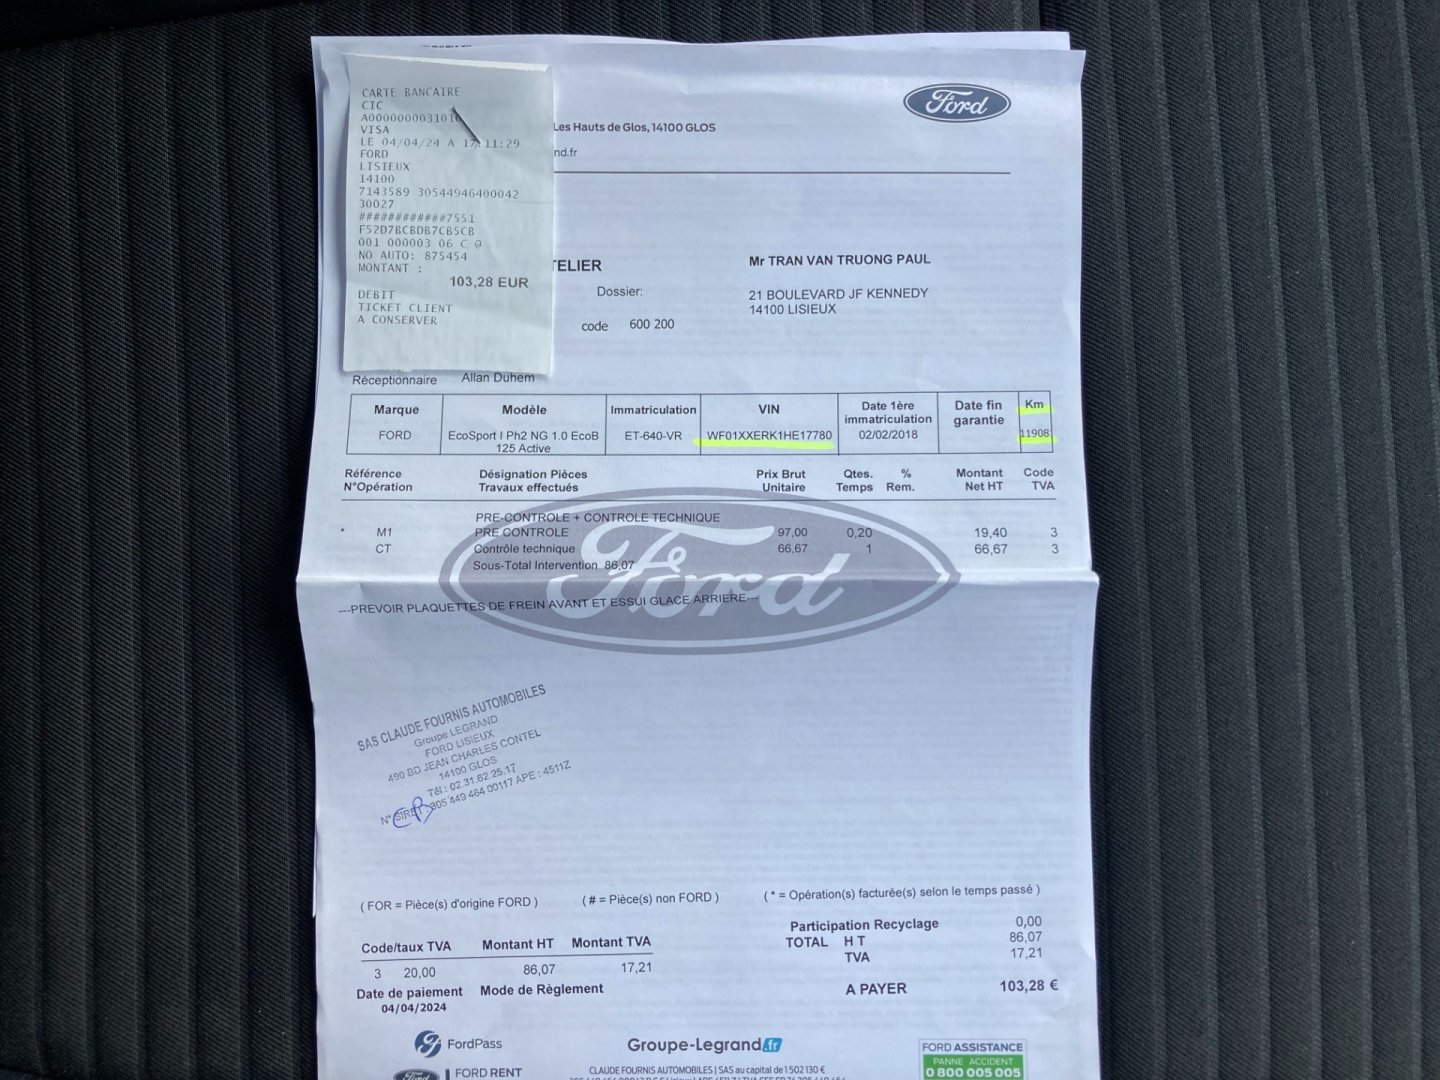 CARTE BANCAIRE
CIC
VISA
LE 04/04/24 A 17:11:29
FORD
LISIEUX
14100
7143589 30544946400042
30027
############7551
F52D7BCBDB7CB5CB
001 000003 06 C @
NO AUTO: 875454
MONTANT :
103,28 EUR
DEBIT
TICKET CLIENT
A CONSERVER
Ford
Les Hauts de Glos, 14100 GLOS
nd.fr
TELIER
Dossier:
code 600 200
Mr TRAN VAN TRUONG PAUL
21 BOULEVARD JF KENNEDY
14100 LISIEUX
Réceptionnaire Allan Duhem
Marque Modèle Immatriculation VIN Date 1ère immatriculation Date fin garantie Km
FORD EcoSport I Ph2 NG 1.0 EcoB 125 Active ET-640-VR WF01XXERK1HE17780 02/02/2018 11908
Référence N°Opération Désignation Pièces Travaux effectués Prix Brut Unitaire Qtes. Temps % Rem. Montant Net HT Code TVA
PRE-CONTROLE + CONTROLE TECHNIQUE
* M1 PRE CONTROLE 97,00 0,20 19,40 3
CT Contrôle technique 66,67 1 66,67 3
Sous-Total Intervention 86,07
Ford
---PREVOIR PLAQUETTES DE FREIN AVANT ET ESSUI GLACE ARRIERE---
SAS CLAUDE FOURNIS AUTOMOBILES
Groupe LEGRAND
FORD LISIEUX
490 BD JEAN CHARLES CONTEL
14100 GLOS
Tél : 02.31.62.25.17
N° SIRET : 305 449 464 00117 APE : 4511Z
( FOR = Pièce(s) d'origine FORD ) ( # = Pièce(s) non FORD ) ( * = Opération(s) facturée(s) selon le temps passé )
Code/taux TVA Montant HT Montant TVA
3 20,00 86,07 17,21
Date de paiement Mode de Règlement
04/04/2024
Participation Recyclage 0,00
TOTAL H T 86,07
TVA 17,21
A PAYER 103,28 €
FordPass
Groupe-Legrand.fr
FORD ASSISTANCE
PANNE ACCIDENT
0 800 005 005
Ford
FORD RENT
CLAUDE FOURNIS AUTOMOBILES | SAS au capital de 1 502 130 €